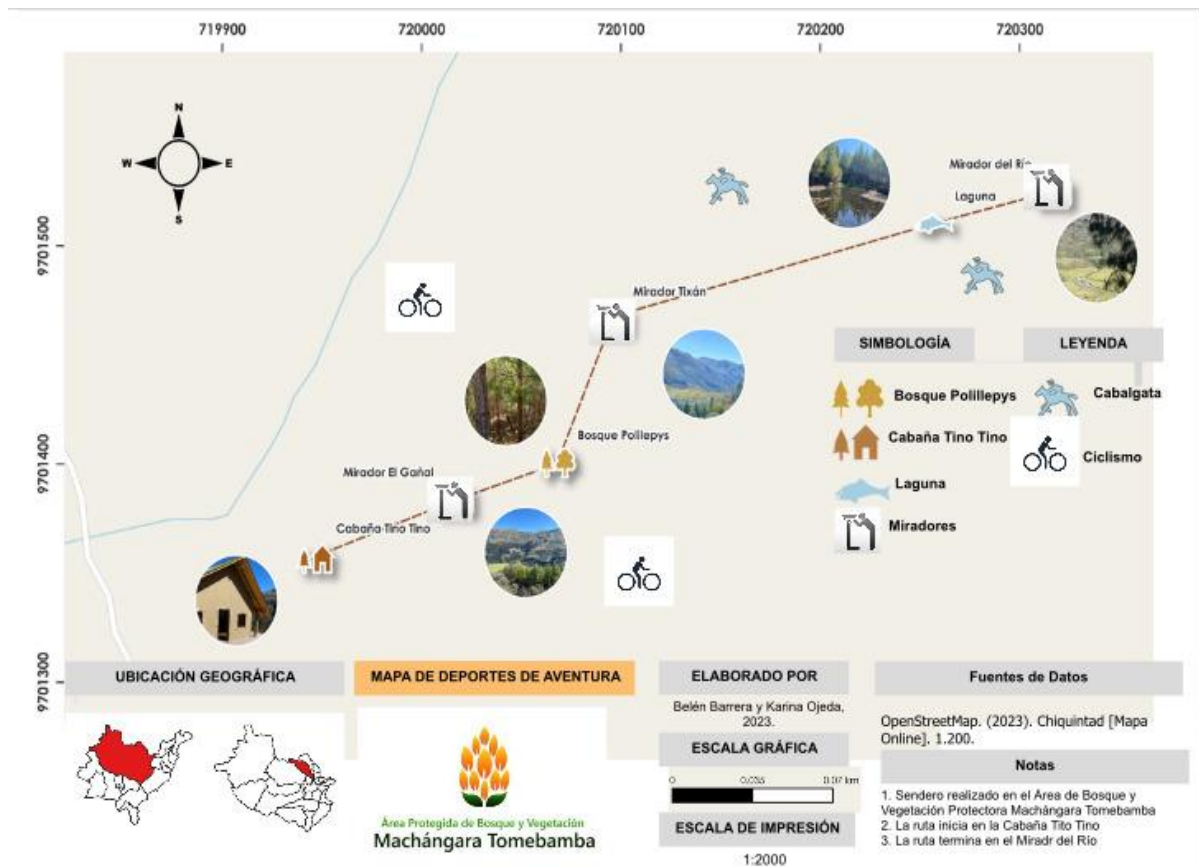 719900
720000
720100
720200
720300
9701500
9701400
9701300
N
W
E
S
Mirador del Río
Laguna
Mirador Tixán
Bosque Polilepys
Mirador El Gañal
Cabaña Tino Tino
SIMBOLOGÍA
Bosque Polillepys
Cabaña Tino Tino
Laguna
Miradores
LEYENDA
Cabalgata
Ciclismo
UBICACIÓN GEOGRÁFICA
MAPA DE DEPORTES DE AVENTURA
Área Protegida de Bosque y Vegetación
Machángara Tomebamba
ELABORADO POR
Belén Barrera y Karina Ojeda,
2023.
ESCALA GRÁFICA
0 0.035 0.07 km
ESCALA DE IMPRESIÓN
1:2000
Fuentes de Datos
OpenStreetMap. (2023). Chiquintad [Mapa
Online]. 1.200.
Notas
1. Sendero realizado en el Área de Bosque y
Vegetación Protectora Machángara Tomebamba
2. La ruta inicia en la Cabaña Tito Tino
3. La ruta termina en el Miradr del Río